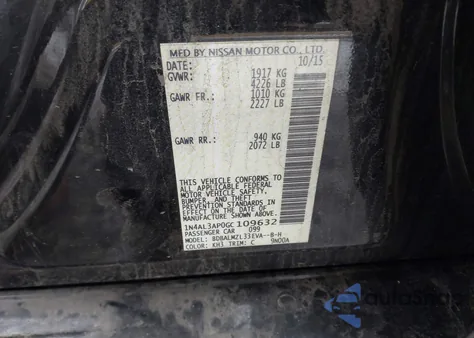 MFD BY NISSAN MOTOR CO., LTD.
DATE: 10/15
GVWR: 1917 KG
4226 LB
GAWR FR.: 1010 KG
2227 LB
GAWR RR.: 940 KG
2072 LB
THIS VEHICLE CONFORMS TO
ALL APPLICABLE FEDERAL
MOTOR VEHICLE SAFETY,
BUMPER, AND THEFT
PREVENTION STANDARDS IN
EFFECT ON THE DATE OF
MANUFACTURE SHOWN ABOVE.
1N4AL3AP0GC109632
PASSENGER CAR 099
MODEL: BDBALMZL33EVA--B-H
COLOR: KH3 TRIM: C 9M00A
autosnap